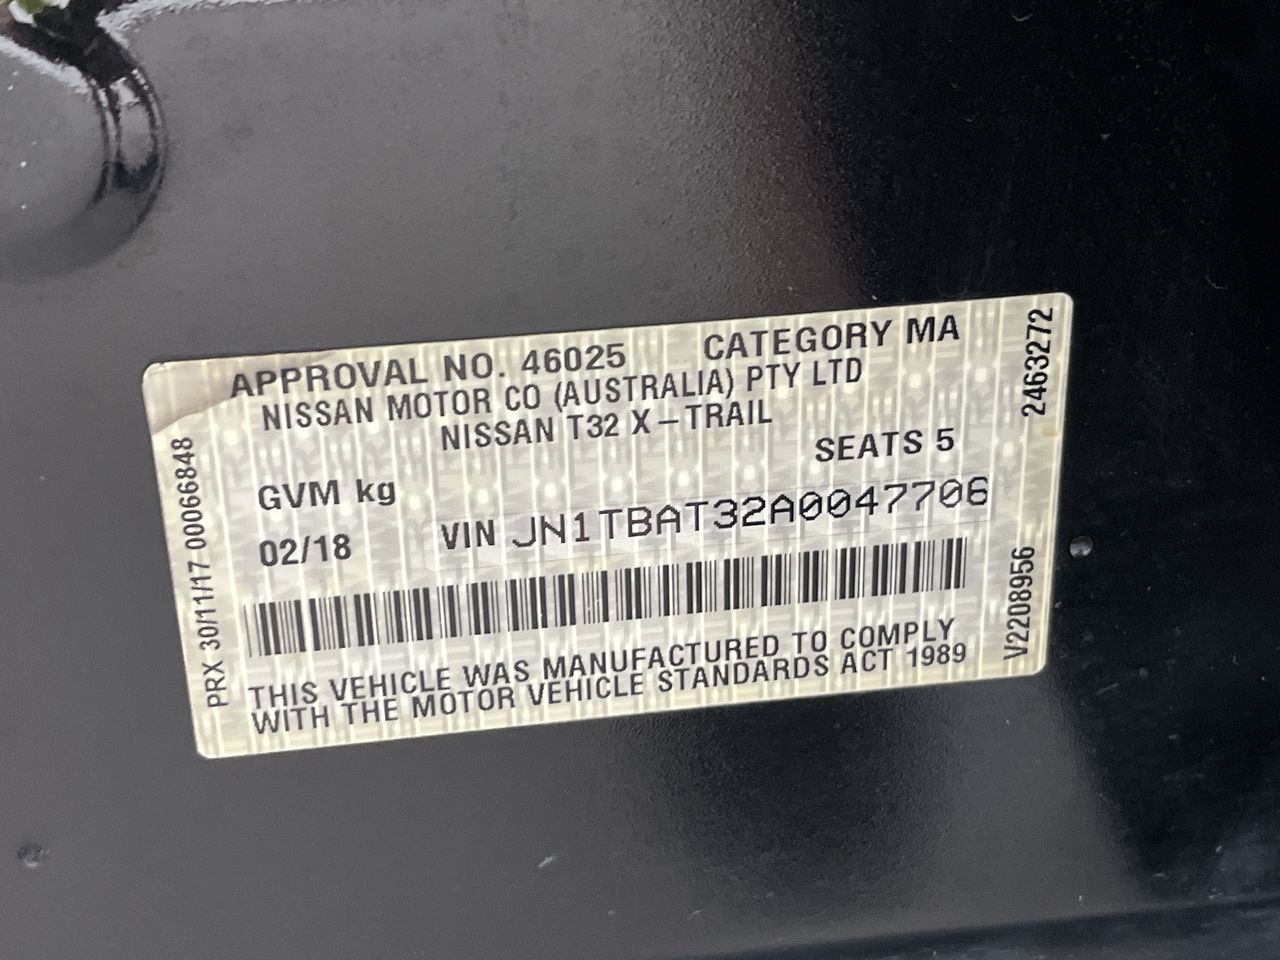 APPROVAL NO. 46025 CATEGORY MA
NISSAN MOTOR CO (AUSTRALIA) PTY LTD
NISSAN T32 X-TRAIL
SEATS 5
GVM kg
02/18 VIN JN1TBAT32A0047706
THIS VEHICLE WAS MANUFACTURED TO COMPLY
WITH THE MOTOR VEHICLE STANDARDS ACT 1989
PRX 30/11/17 00066848
24632​72
V2208956